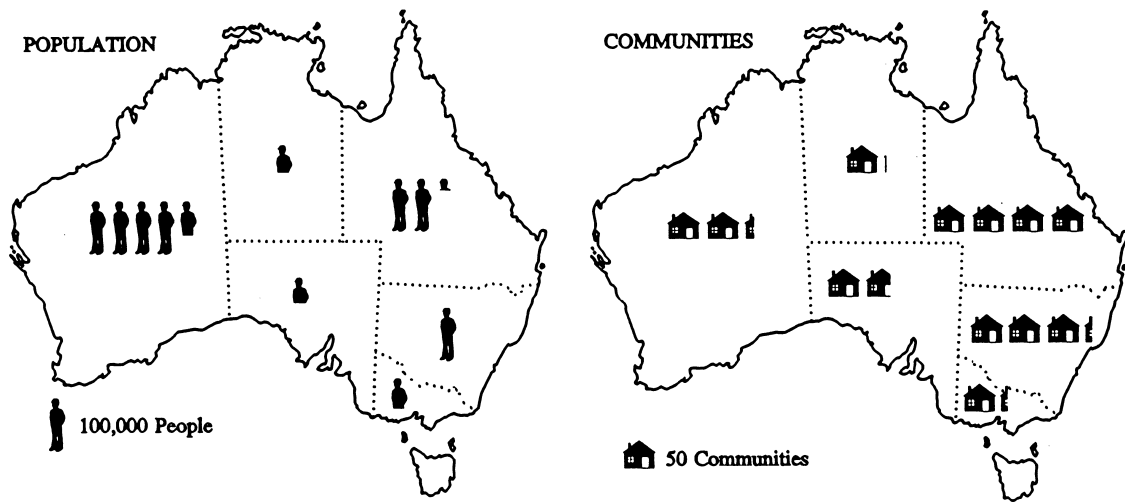 POPULATION
COMMUNITIES
100,000 People
50 Communities